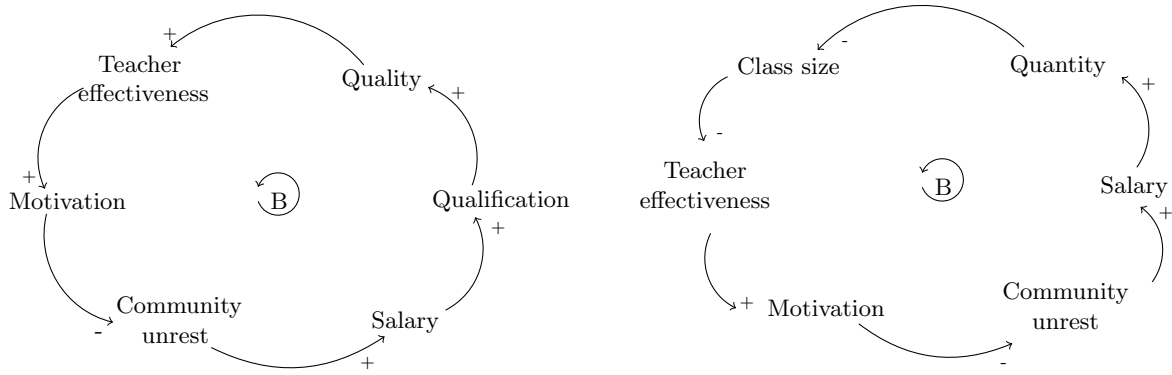 +
Teacher
effectiveness
Quality
+
+
Motivation
B
Qualification
+
Community
unrest
Salary
-
+
-
Class size
Quantity
+
-
Teacher
effectiveness
B
Salary
+
Community
unrest
+
Motivation
-